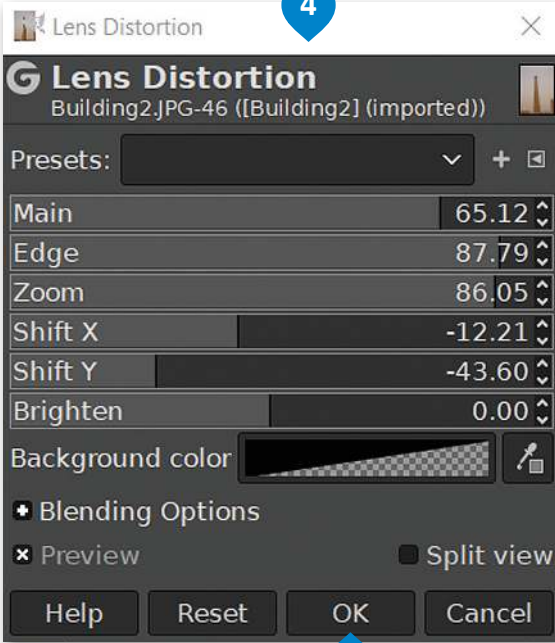 4
Lens Distortion
G Lens Distortion
Building2.JPG-46 ([Building2] (imported))
Presets:
Main 65.12
Edge 87.79
Zoom 86.05
Shift X -12.21
Shift Y -43.60
Brighten 0.00
Background color
Blending Options
Preview Split view
Help Reset OK Cancel